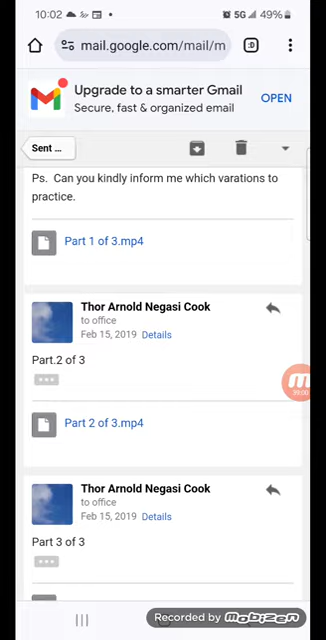 10:02
5G 49%
mail.google.com/mail/m
Upgrade to a smarter Gmail
Secure, fast & organized email
OPEN
Sent ...
Ps. Can you kindly inform me which varations to
practice.
Part 1 of 3.mp4
Thor Arnold Negasi Cook
to office
Feb 15, 2019 Details
Part.2 of 3
Part 2 of 3.mp4
Thor Arnold Negasi Cook
to office
Feb 15, 2019 Details
Part 3 of 3
Recorded by mobizen